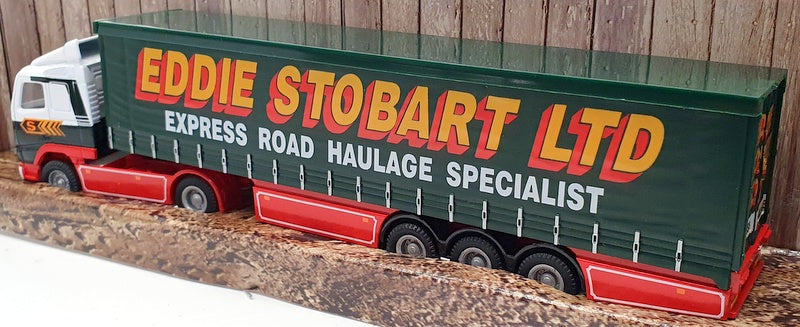 EDDIE STOBART LTD
EXPRESS ROAD HAULAGE SPECIALIST
S